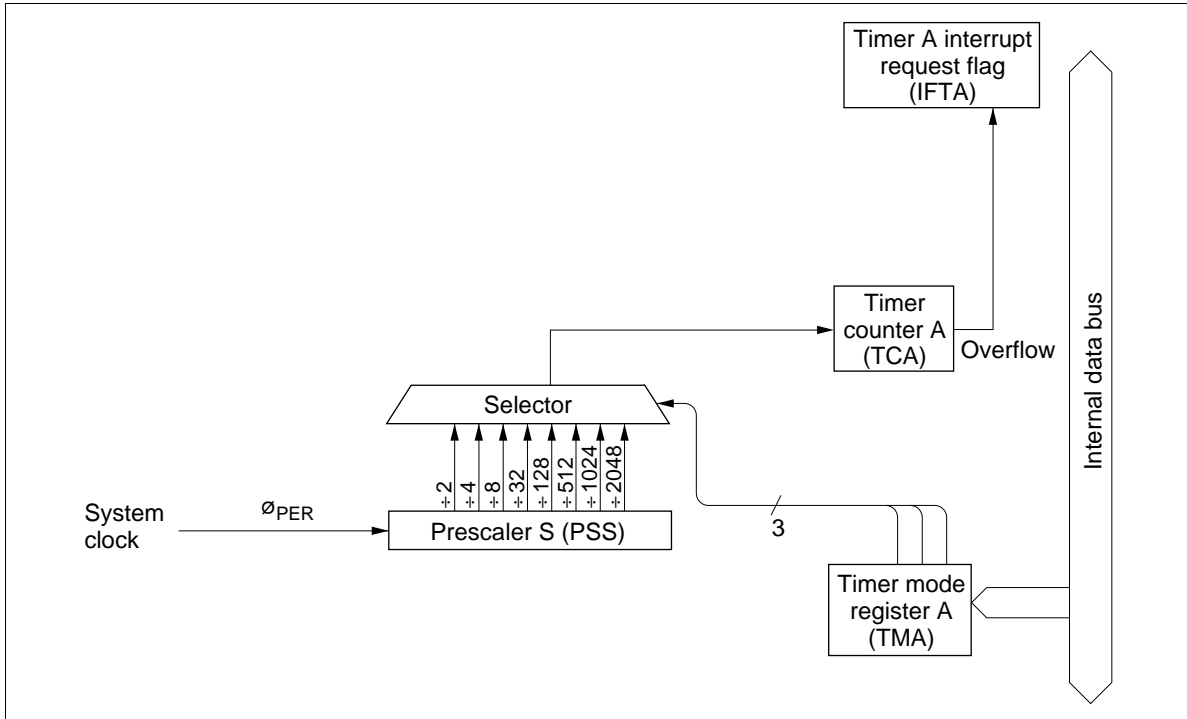 Timer A interrupt
request flag
(IFTA)
Timer
counter A
(TCA)
Overflow
Internal data bus
Selector
÷2
÷4
÷8
÷32
÷128
÷512
÷1024
÷2048
System
clock
øPER
Prescaler S (PSS)
3
Timer mode
register A
(TMA)